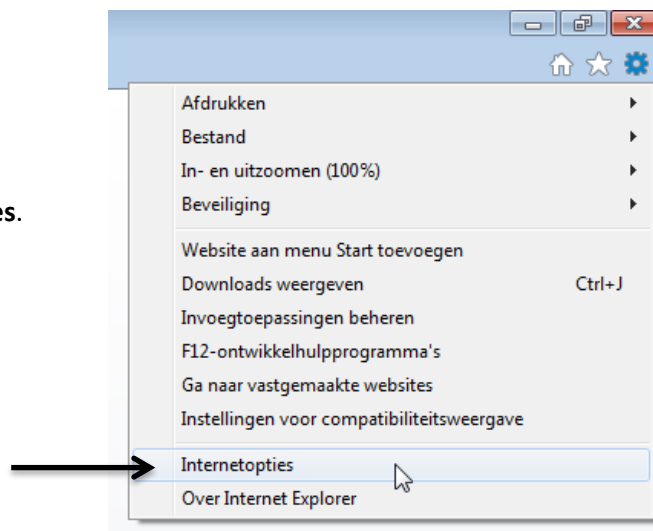 Afdrukken
Bestand
In- en uitzoomen (100%)
Beveiliging
es.
Website aan menu Start toevoegen
Downloads weergeven Ctrl+J
Invoegtoepassingen beheren
F12-ontwikkelhulpprogramma's
Ga naar vastgemaakte websites
Instellingen voor compatibiliteitsweergave
Internetopties
Over Internet Explorer